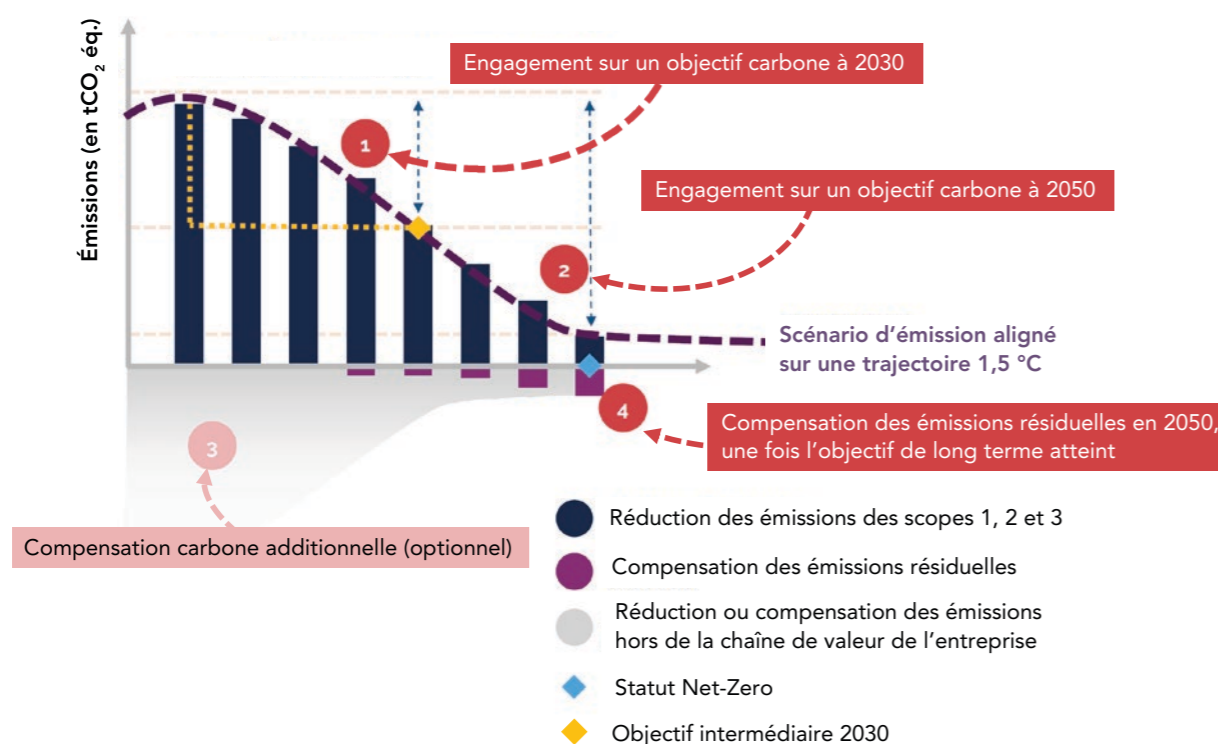 Émissions (en tCO₂ éq.)
Engagement sur un objectif carbone à 2030
1
Engagement sur un objectif carbone à 2050
2
Scénario d’émission aligné
sur une trajectoire 1,5 °C
4
Compensation des émissions résiduelles en 2050,
une fois l’objectif de long terme atteint
3
Compensation carbone additionnelle (optionnel)
Réduction des émissions des scopes 1, 2 et 3
Compensation des émissions résiduelles
Réduction ou compensation des émissions
hors de la chaîne de valeur de l’entreprise
Statut Net-Zero
Objectif intermédiaire 2030